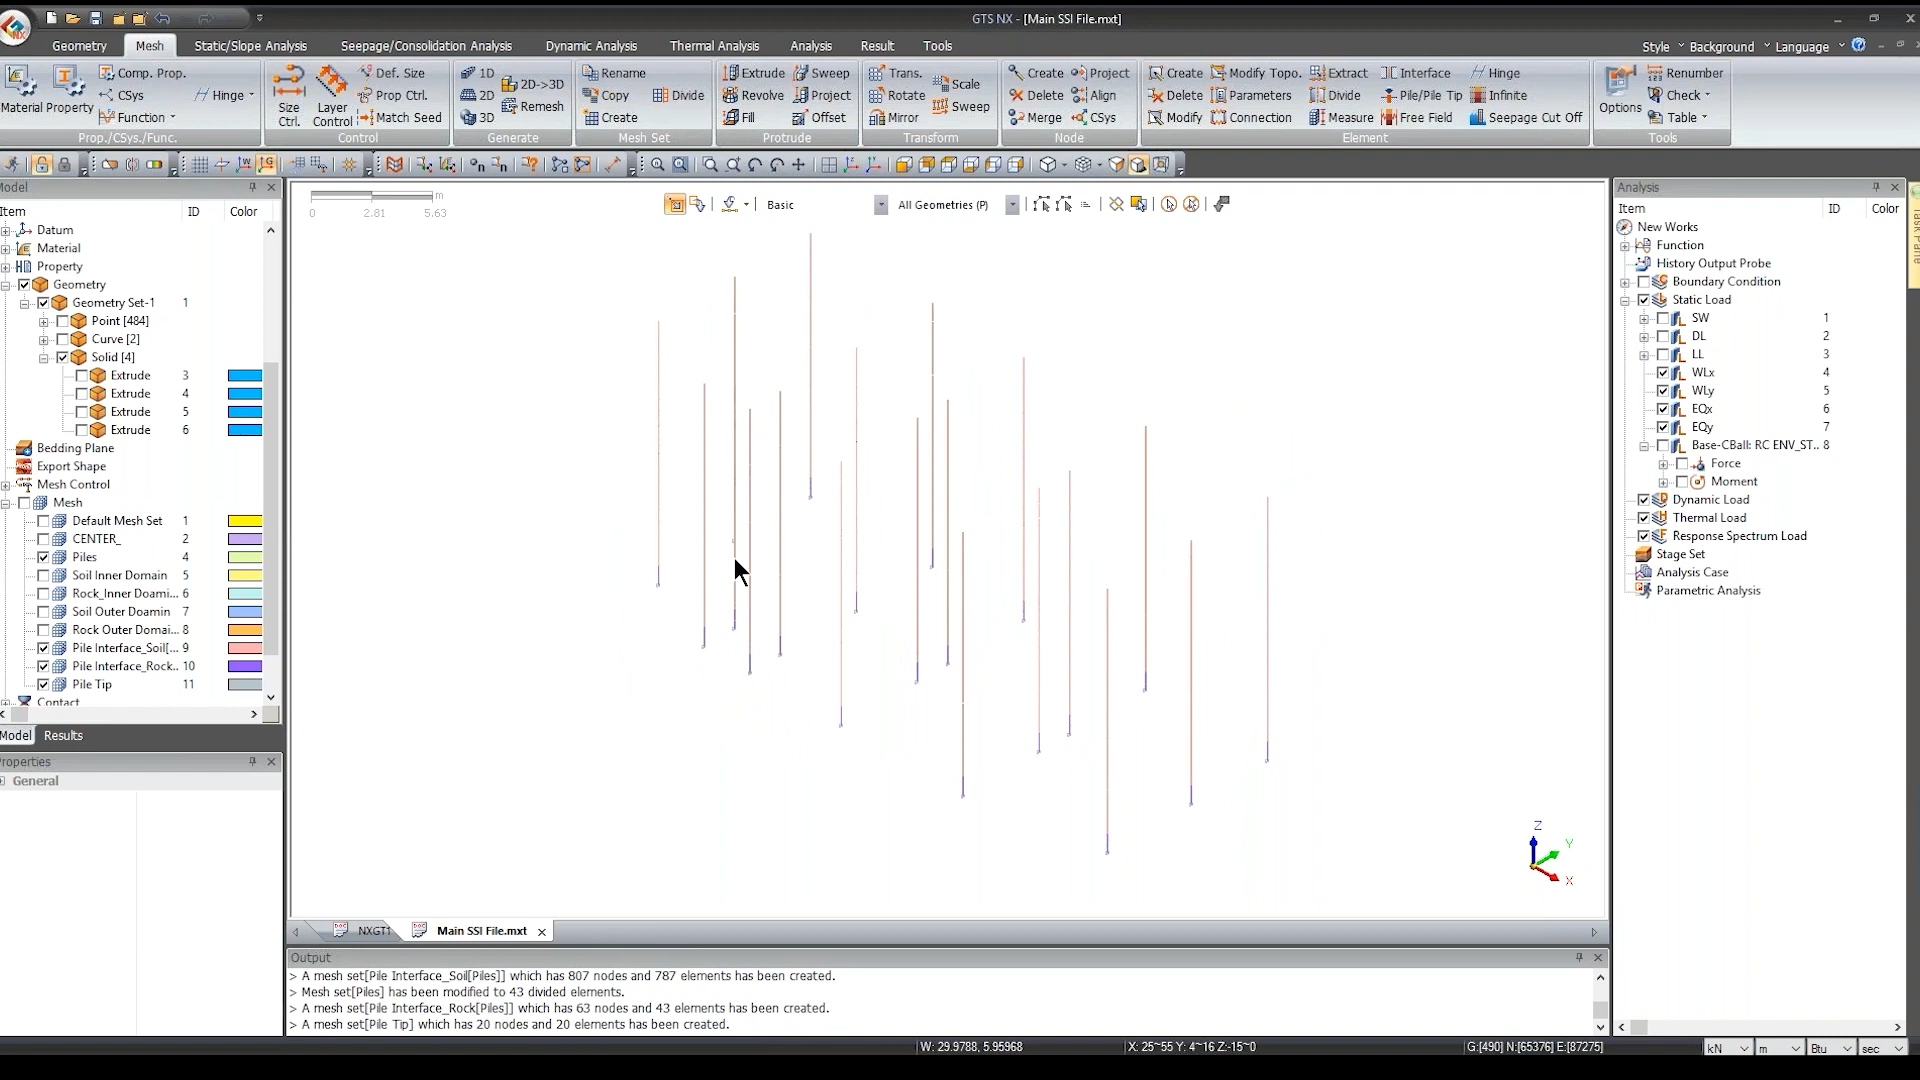 GTS NX - [Main SSI File.mxt]
Geometry Mesh Static/Slope Analysis Seepage/Consolidation Analysis Dynamic Analysis Thermal Analysis Analysis Result Tools
Style Background Language
Material Property Comp. Prop. CSys Function Hinge
Prop./CSys./Func.
Size Ctrl. Layer Control Def. Size Prop Ctrl. Match Seed
Control
1D 2D 3D 2D->3D Remesh
Generate
Rename Copy Create Divide
Mesh Set
Extrude Revolve Fill Sweep Project Offset
Protrude
Trans. Rotate Mirror Scale Sweep
Transform
Create Delete Merge Project Align CSys
Node
Create Delete Modify Modify Topo. Parameters Connection Extract Divide Measure Interface Pile/Pile Tip Free Field Hinge Infinite Seepage Cut Off
Element
Options Renumber Check Table
Tools
Model
Item ID Color
Datum
Material
Property
Geometry
Geometry Set-1 1
Point [484]
Curve [2]
Solid [4]
Extrude 3
Extrude 4
Extrude 5
Extrude 6
Bedding Plane
Export Shape
Mesh Control
Mesh
Default Mesh Set 1
CENTER_ 2
Piles 4
Soil Inner Domain 5
Rock_Inner Doami... 6
Soil Outer Doamin 7
Rock Outer Domai... 8
Pile Interface_Soil[... 9
Pile Interface_Rock.. 10
Pile Tip 11
Contact
Model Results
roperties
General
m
0 2.81 5.63
Basic All Geometries (P)
Z
Y
X
NXGT1 Main SSI File.mxt
Output
> A mesh set[Pile Interface_Soil[Piles]] which has 807 nodes and 787 elements has been created.
> Mesh set[Piles] has been modified to 43 divided elements.
> A mesh set[Pile Interface_Rock[Piles]] which has 63 nodes and 43 elements has been created.
> A mesh set[Pile Tip] which has 20 nodes and 20 elements has been created.
Analysis
Item ID Color
New Works
Function
History Output Probe
Boundary Condition
Static Load
SW 1
DL 2
LL 3
WLx 4
WLy 5
EQx 6
EQy 7
Base-CBall: RC ENV_ST.. 8
Force
Moment
Dynamic Load
Thermal Load
Response Spectrum Load
Stage Set
Analysis Case
Parametric Analysis
W: 29.9788, 5.95968 X: 25~55 Y: 4~16 Z:-15~0 G:[490] N:[65376] E:[87275] kN m Btu sec